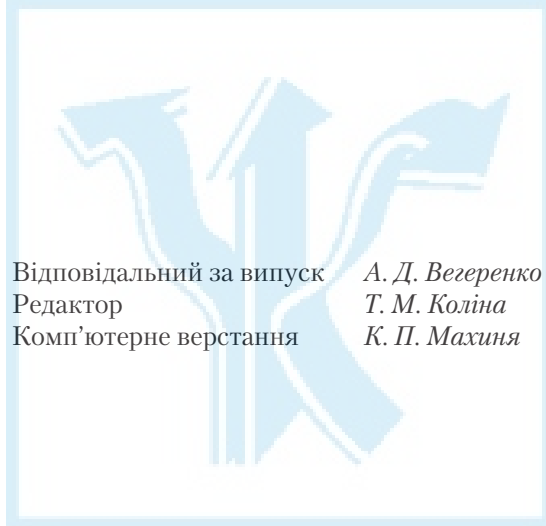 Відповідальний за випуск А. Д. Вегеренко
Редактор Т. М. Коліна
Комп’ютерне верстання К. П. Махиня